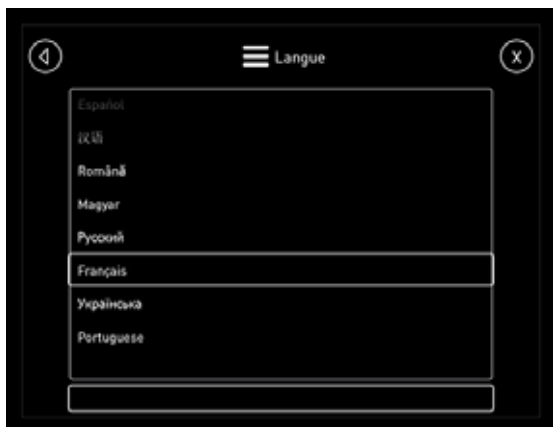 Langue
X
Español
汉语
Română
Magyar
Русский
Français
Українська
Portuguese